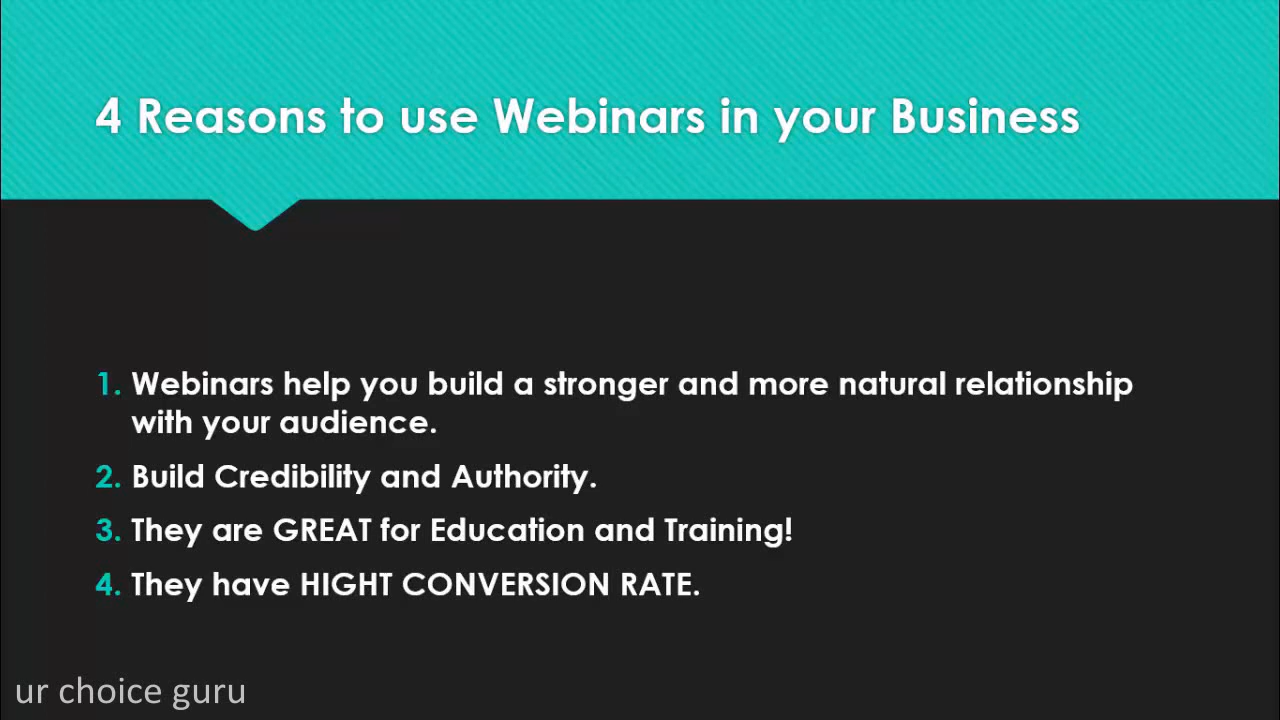 4 Reasons to use Webinars in your Business
1. Webinars help you build a stronger and more natural relationship
with your audience.
2. Build Credibility and Authority.
3. They are GREAT for Education and Training!
4. They have HIGHT CONVERSION RATE.
ur choice guru